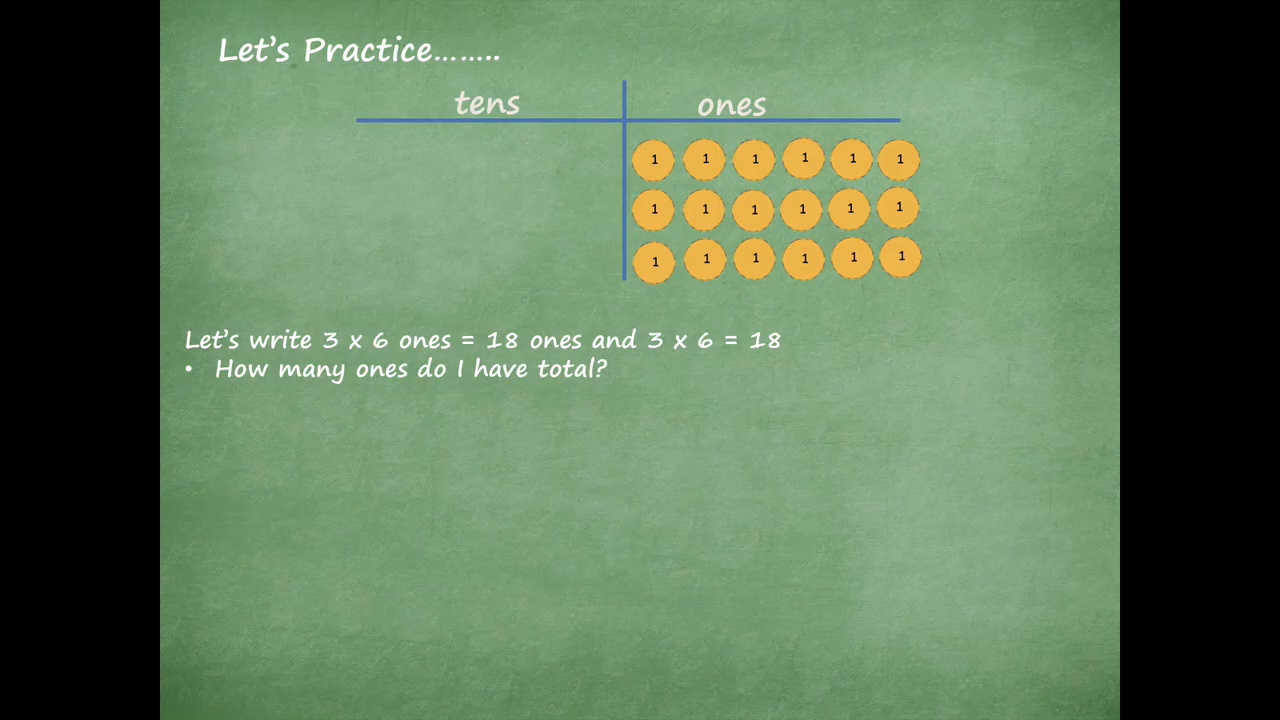 Let's Practice........
tens ones
1 1 1 1 1 1
1 1 1 1 1 1
1 1 1 1 1 1
Let's write 3 x 6 ones = 18 ones and 3 x 6 = 18
• How many ones do I have total?